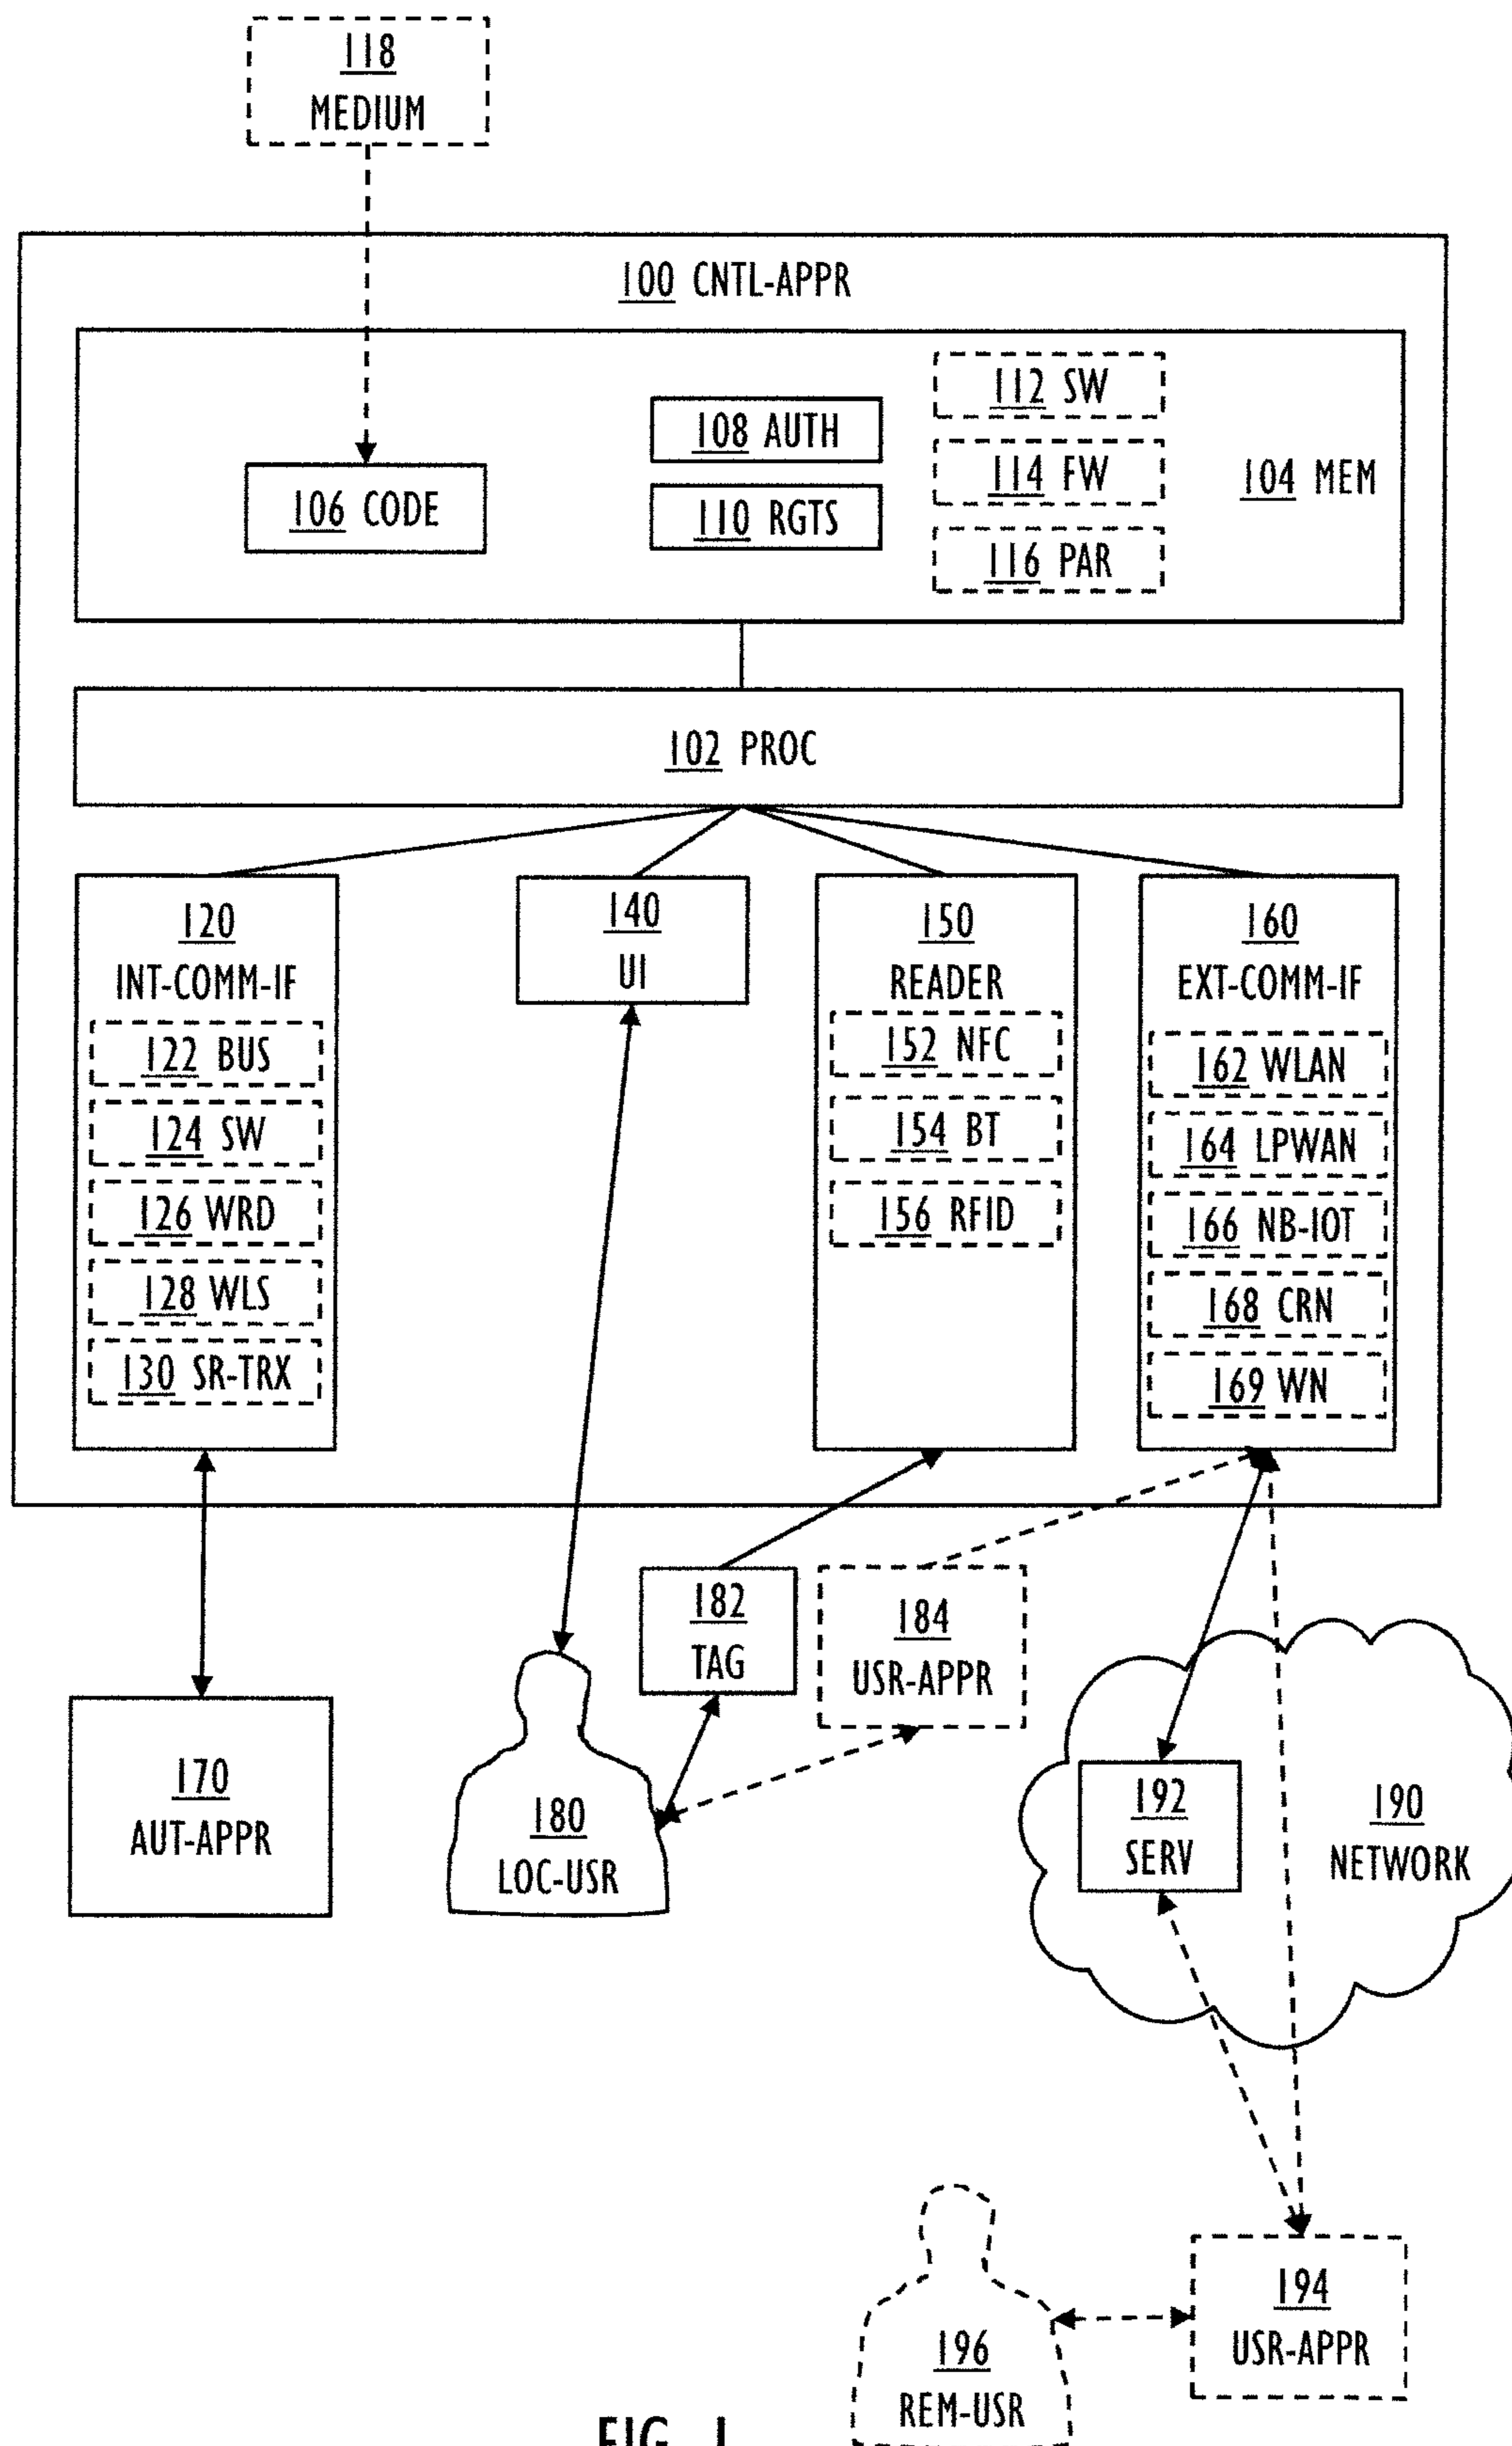 118
MEDIUM
100 CNTL-APPR
112 SW
108 AUTH
114 FW
104 MEM
106 CODE
110 RGTS
116 PAR
102 PROC
120
INT-COMM-IF
122 BUS
124 SW
126 WRD
128 WLS
130 SR-TRX
140
UI
150
READER
152 NFC
154 BT
156 RFID
160
EXT-COMM-IF
162 WLAN
164 LPWAN
166 NB-IOT
168 CRN
169 WN
170
AUT-APPR
180
LOC-USR
182
TAG
184
USR-APPR
192
SERV
190
NETWORK
194
USR-APPR
196
REM-USR
FIG. 1